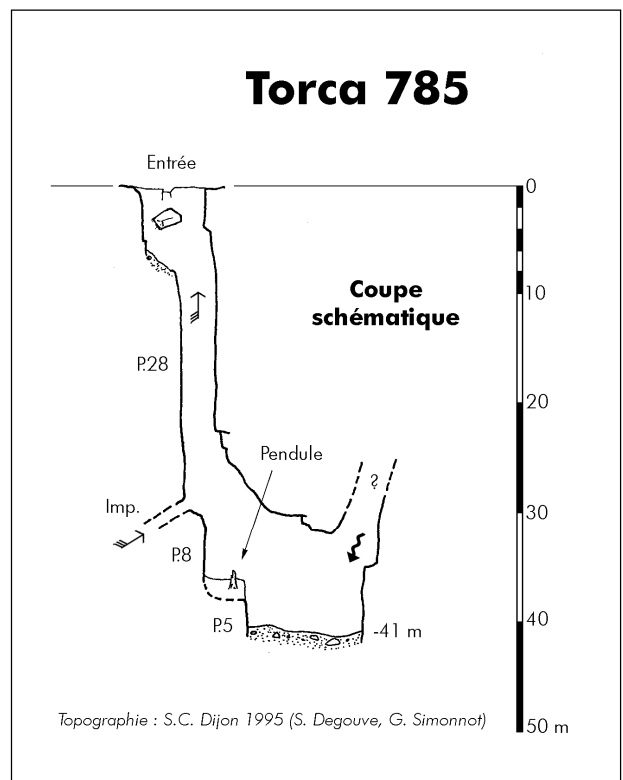 Torca 785
Entrée
0
Coupe
schématique
10
P.28
20
Pendule
?
Imp.
30
P.8
P.5
-41 m
40
Topographie : S.C. Dijon 1995 (S. Degouve, G. Simonnot)
50 m